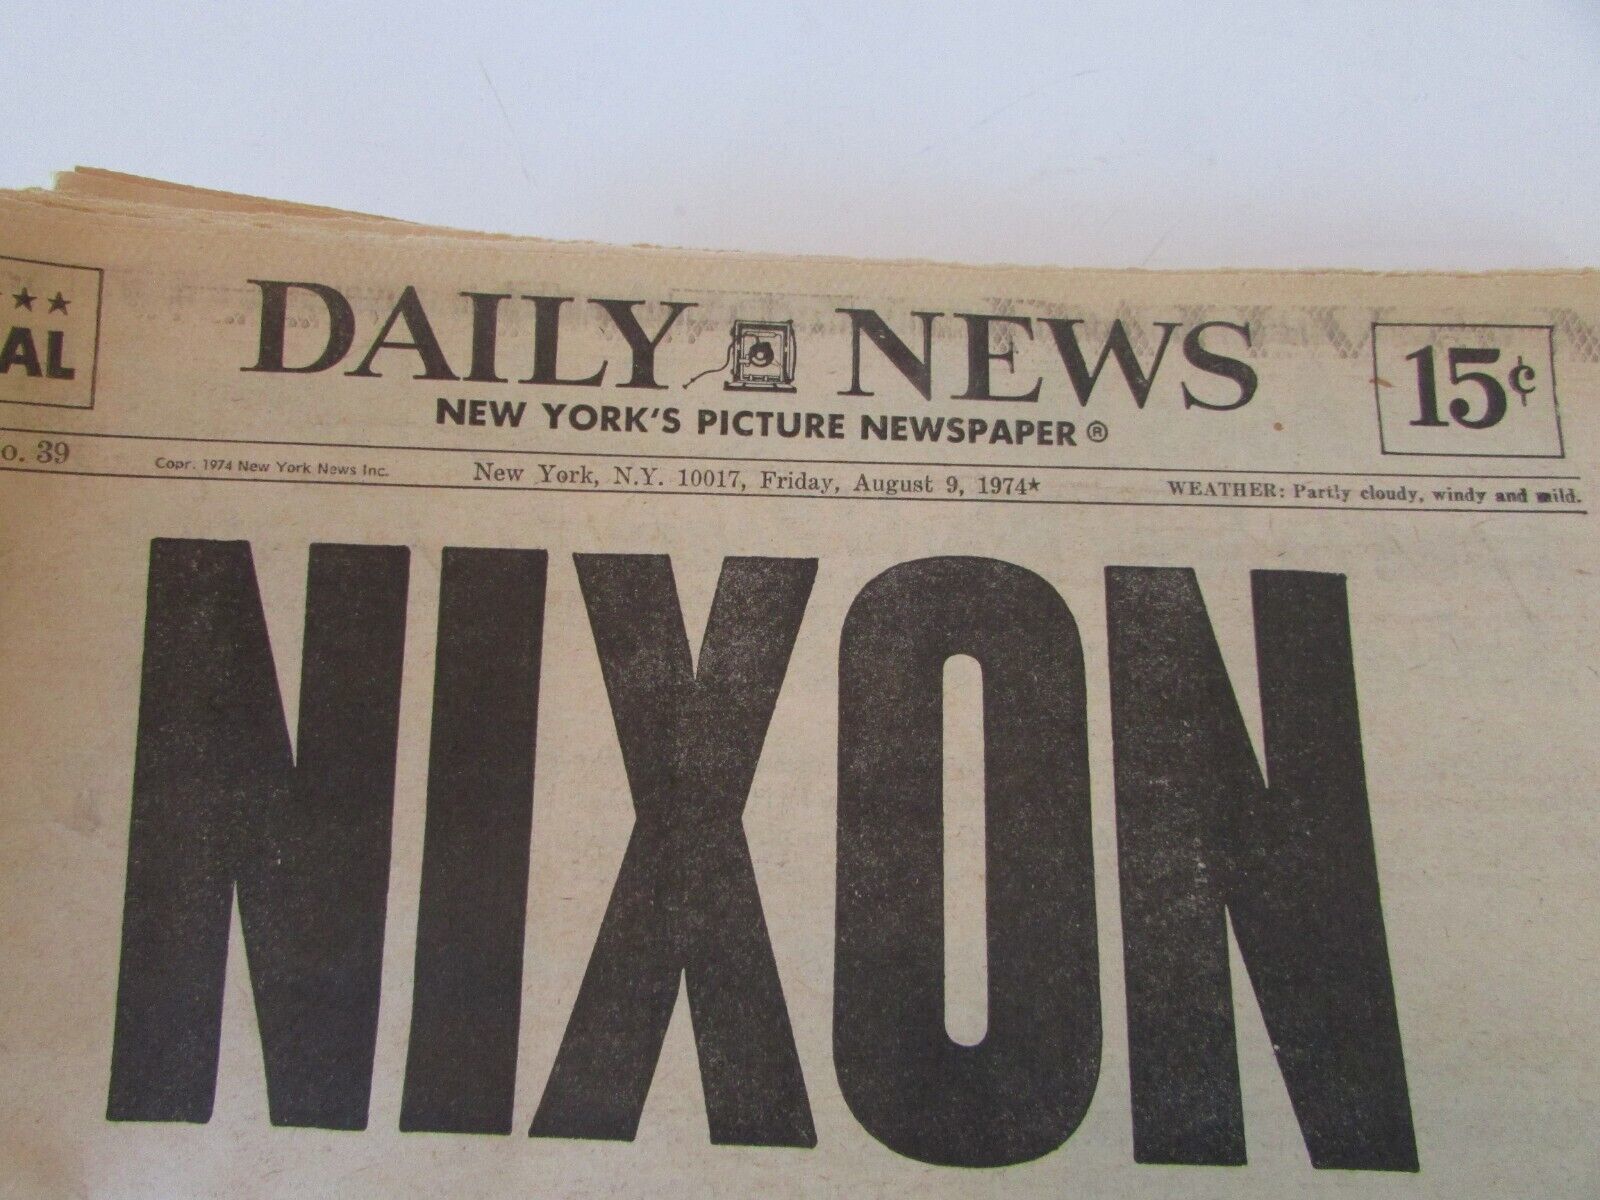 ★★
AL
DAILY NEWS
NEW YORK'S PICTURE NEWSPAPER ®
15¢
o. 39
Copr. 1974 New York News Inc.
New York, N.Y. 10017, Friday, August 9, 1974★
WEATHER: Partly cloudy, windy and mild.
NIXON